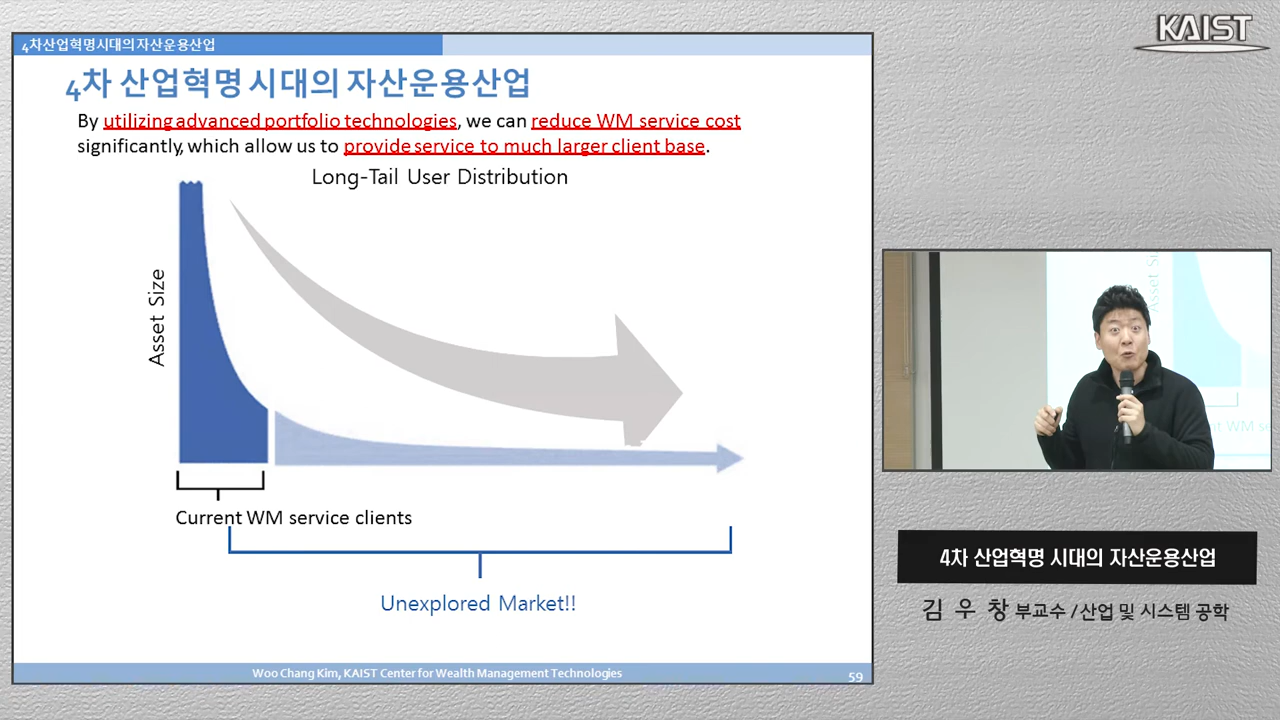 4차산업혁명시대의자산운용산업
4차 산업혁명 시대의 자산운용산업
By utilizing advanced portfolio technologies, we can reduce WM service cost
significantly, which allow us to provide service to much larger client base.
Long-Tail User Distribution
Asset Size
Current WM service clients
Unexplored Market!!
Woo Chang Kim, KAIST Center for Wealth Management Technologies
59
KAIST
4차 산업혁명 시대의 자산운용산업
김 우 창 부교수 / 산업 및 시스템 공학